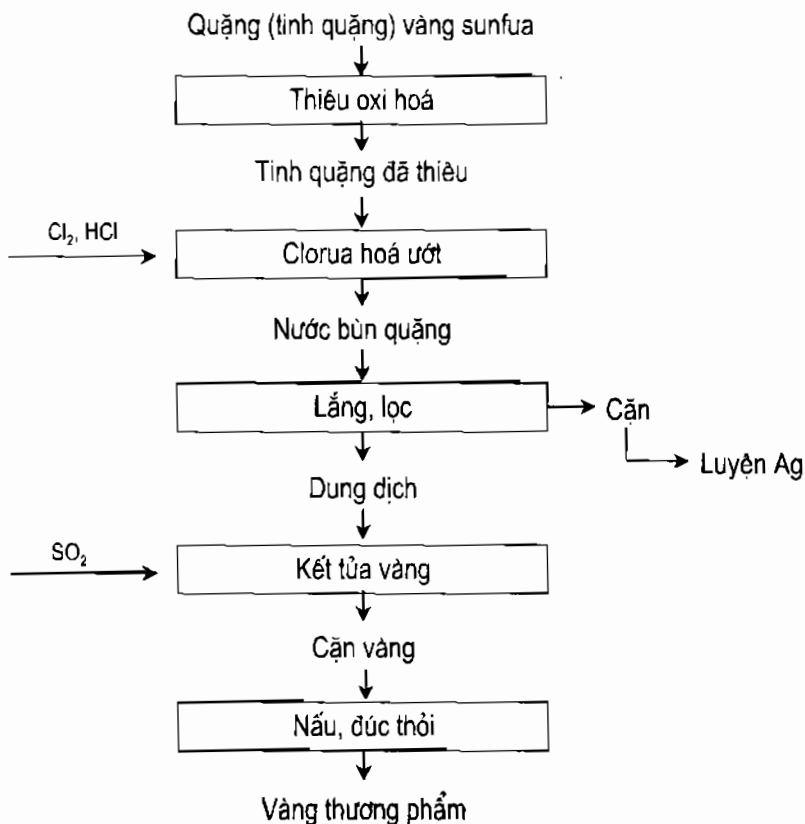 Quặng (tinh quặng) vàng sunfua
Thiêu oxi hoá
Tinh quặng đã thiêu
Cl₂, HCl
Clorua hoá ướt
Nước bùn quặng
Lắng, lọc
Cặn
Luyện Ag
Dung dịch
SO₂
Kết tủa vàng
Cặn vàng
Nấu, đúc thỏi
Vàng thương phẩm